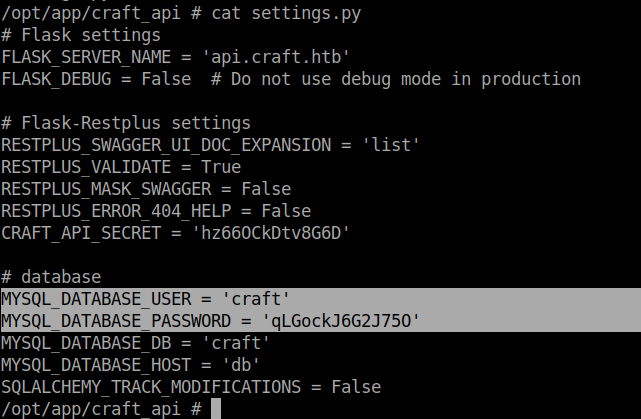 /opt/app/craft_api # cat settings.py
# Flask settings
FLASK_SERVER_NAME = 'api.craft.htb'
FLASK_DEBUG = False  # Do not use debug mode in production

# Flask-Restplus settings
RESTPLUS_SWAGGER_UI_DOC_EXPANSION = 'list'
RESTPLUS_VALIDATE = True
RESTPLUS_MASK_SWAGGER = False
RESTPLUS_ERROR_404_HELP = False
CRAFT_API_SECRET = 'hz66OCkDtv8G6D'

# database
MYSQL_DATABASE_USER = 'craft'
MYSQL_DATABASE_PASSWORD = 'qLGockJ6G2J75O'
MYSQL_DATABASE_DB = 'craft'
MYSQL_DATABASE_HOST = 'db'
SQLALCHEMY_TRACK_MODIFICATIONS = False
/opt/app/craft_api #